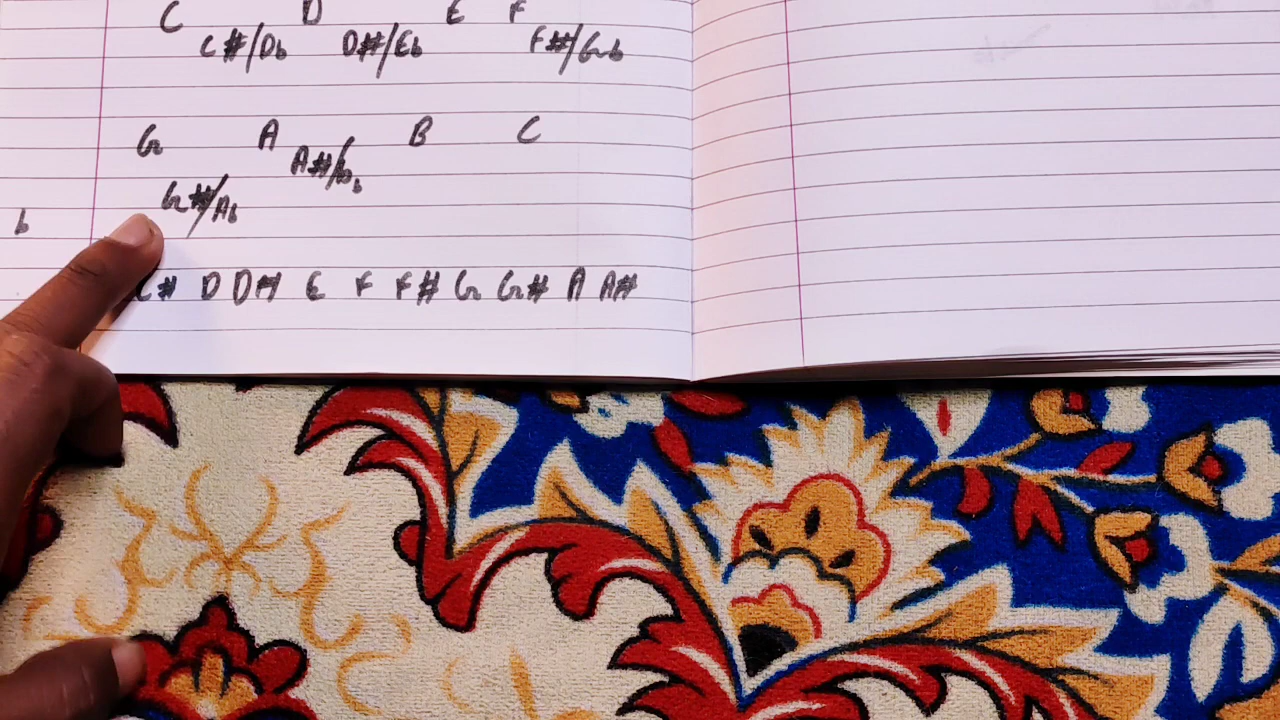 C D E F
C#/Db D#/Eb F#/Gb
G A B C
A#/Bb
G#/Ab
b
C# D D# E F F# G G# A A#